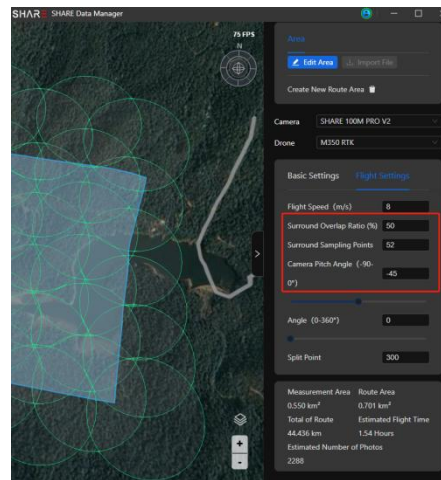 SHARE SHARE Data Manager
75 FPS
N
Area
Edit Area
Import File
Create New Route Area
Camera SHARE 100M PRO V2
Drone M350 RTK
Basic Settings Flight Settings
Flight Speed (m/s) 8
Surround Overlap Ratio (%) 50
Surround Sampling Points 52
Camera Pitch Angle (-90-
0°) -45
Angle (0-360°) 0
Split Point 300
Measurement Area Route Area
0.550 km² 0.701 km²
Total of Route Estimated Flight Time
44.436 km 1.54 Hours
Estimated Number of Photos
2288
+
-